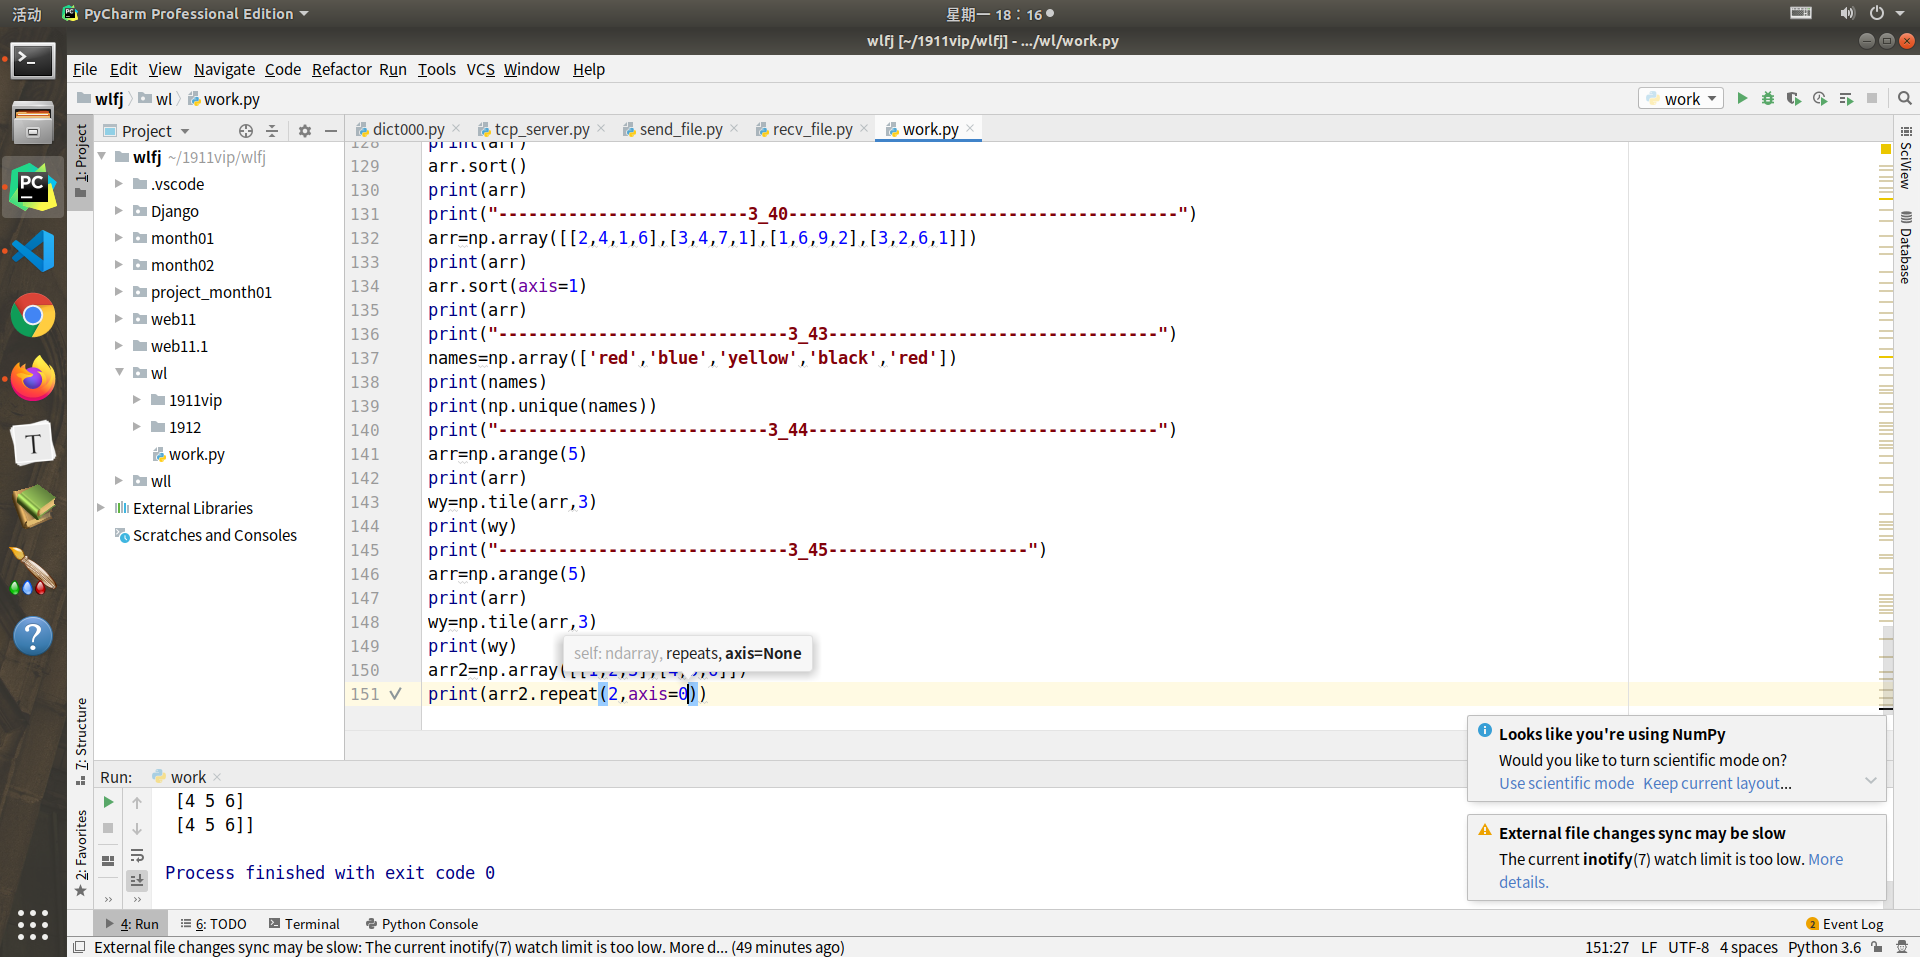 活动 PyCharm Professional Edition 星期一 18：16
wlfj [~/1911vip/wlfj] - .../wl/work.py
File Edit View Navigate Code Refactor Run Tools VCS Window Help
wlfj wl work.py work
Project dict000.py tcp_server.py send_file.py recv_file.py work.py
1: Project
wlfj ~/1911vip/wlfj
.vscode
Django
month01
month02
project_month01
web11
web11.1
wl
1911vip
1912
work.py
wll
External Libraries
Scratches and Consoles
128 print(arr)
129 arr.sort()
130 print(arr)
131 print("-------------------------3_40---------------------------------------")
132 arr=np.array([[2,4,1,6],[3,4,7,1],[1,6,9,2],[3,2,6,1]])
133 print(arr)
134 arr.sort(axis=1)
135 print(arr)
136 print("-----------------------------3_43---------------------------------")
137 names=np.array(['red','blue','yellow','black','red'])
138 print(names)
139 print(np.unique(names))
140 print("---------------------------3_44-----------------------------------")
141 arr=np.arange(5)
142 print(arr)
143 wy=np.tile(arr,3)
144 print(wy)
145 print("-----------------------------3_45--------------------")
146 arr=np.arange(5)
147 print(arr)
148 wy=np.tile(arr,3)
149 print(wy)
self: ndarray, repeats, axis=None
150 arr2=np.array([[1,2,3],[4,5,6]])
151 print(arr2.repeat(2,axis=0))
SciView
Database
Looks like you're using NumPy
Would you like to turn scientific mode on?
Use scientific mode Keep current layout...
External file changes sync may be slow
The current inotify(7) watch limit is too low. More
details.
7: Structure
2: Favorites
Run: work
[4 5 6]
[4 5 6]]
Process finished with exit code 0
4: Run 6: TODO Terminal Python Console 2 Event Log
External file changes sync may be slow: The current inotify(7) watch limit is too low. More d... (49 minutes ago) 151:27 LF UTF-8 4 spaces Python 3.6